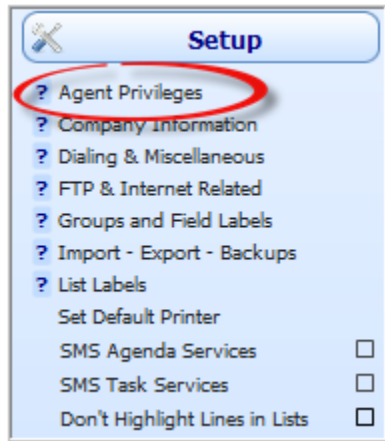 Setup
? Agent Privileges
? Company Information
? Dialing & Miscellaneous
? FTP & Internet Related
? Groups and Field Labels
? Import - Export - Backups
? List Labels
Set Default Printer
SMS Agenda Services
SMS Task Services
Don't Highlight Lines in Lists